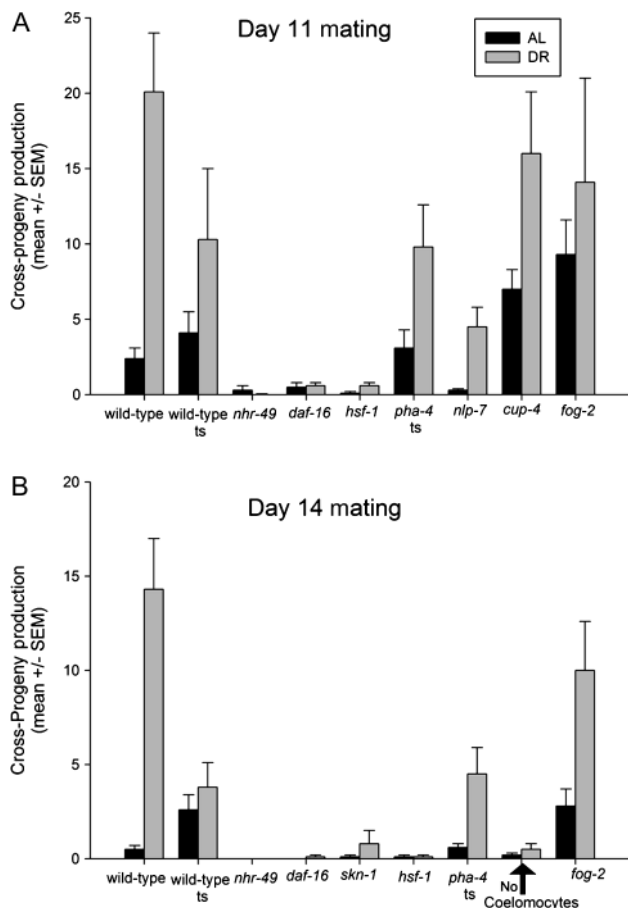 A
Day 11 mating
AL
DR
Cross-progeny production
(mean +/- SEM)
25
20
15
10
5
0
wild-type
wild-type
ts
nhr-49
daf-16
hsf-1
pha-4
ts
nlp-7
cup-4
fog-2
B
Day 14 mating
Cross-Progeny production
(mean +/- SEM)
20
15
10
5
0
wild-type
wild-type
ts
nhr-49
daf-16
skn-1
hsf-1
pha-4
ts
No
Coelomocytes
fog-2